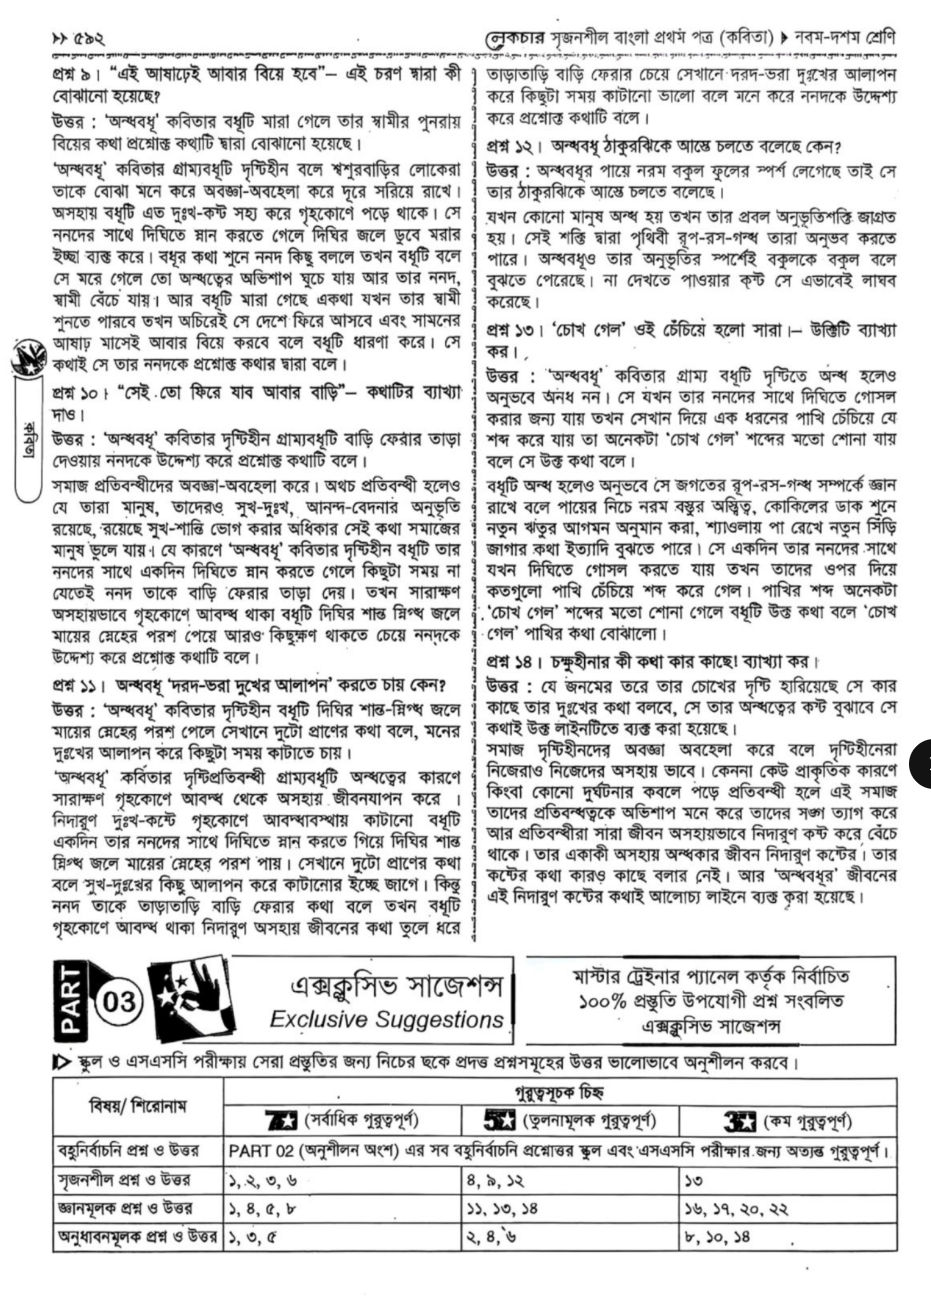 >> ৫৯২
লেকচার সৃজনশীল বাংলা প্রথম পত্র (কবিতা) ▶ নবম-দশম শ্রেণি
প্রশ্ন ৯। “এই আষাঢ়েই আবার বিয়ে হবে”– এই চরণ দ্বারা কী
বোঝানো হয়েছে?
উত্তর : ‘অন্ধবধূ’ কবিতার বধূটি মারা গেলে তার স্বামীর পুনরায়
বিয়ের কথা প্রশ্নোক্ত কথাটি দ্বারা বোঝানো হয়েছে।
‘অন্ধবধূ’ কবিতার গ্রাম্যবধূটি দৃষ্টিহীন বলে শ্বশুরবাড়ির লোকেরা
তাকে বোঝা মনে করে অবজ্ঞা-অবহেলা করে দূরে সরিয়ে রাখে।
অসহায় বধূটি এত দুঃখ-কষ্ট সহ্য করে গৃহকোণে পড়ে থাকে। সে
ননদের সাথে দিঘিতে স্নান করতে গেলে দিঘির জলে ডুবে মরার
ইচ্ছা ব্যক্ত করে। বধূর কথা শুনে ননদ কিছু বললে তখন বধূটি বলে
সে মরে গেলে তো অন্ধত্বের অভিশাপ ঘুচে যায় আর তার ননদ,
স্বামী বেঁচে যায়। আর বধূটি মারা গেছে একথা যখন তার স্বামী
শুনতে পারবে তখন অচিরেই সে দেশে ফিরে আসবে এবং সামনের
আষাঢ় মাসেই আবার বিয়ে করবে বলে বধূটি ধারণা করে। সে
কথাই সে তার ননদকে প্রশ্নোক্ত কথার দ্বারা বলে।
প্রশ্ন ১০। “সেই তো ফিরে যাব আবার বাড়ি”– কথাটির ব্যাখ্যা
দাও।
উত্তর : ‘অন্ধবধূ’ কবিতার দৃষ্টিহীন গ্রাম্যবধূটি বাড়ি ফেরার তাড়া
দেওয়ায় ননদকে উদ্দেশ্য করে প্রশ্নোক্ত কথাটি বলে।
সমাজ প্রতিবন্ধীদের অবজ্ঞা-অবহেলা করে। অথচ প্রতিবন্ধী হলেও
যে তারা মানুষ, তাদেরও সুখ-দুঃখ, আনন্দ-বেদনার অনুভূতি
রয়েছে, রয়েছে সুখ-শান্তি ভোগ করার অধিকার সেই কথা সমাজের
মানুষ ভুলে যায়। যে কারণে ‘অন্ধবধূ’ কবিতার দৃষ্টিহীন বধূটি তার
ননদের সাথে একদিন দিঘিতে স্নান করতে গেলে কিছুটা সময় না
যেতেই ননদ তাকে বাড়ি ফেরার তাড়া দেয়। তখন সারাক্ষণ
অসহায়ভাবে গৃহকোণে আবদ্ধ থাকা বধূটি দিঘির শান্ত স্নিগ্ধ জলে
মায়ের স্নেহের পরশ পেয়ে আরও কিছুক্ষণ থাকতে চেয়ে ননদকে
উদ্দেশ্য করে প্রশ্নোক্ত কথাটি বলে।
প্রশ্ন ১১। অন্ধবধূ ‘দরদ-ভরা দুখের আলাপন’ করতে চায় কেন?
উত্তর : ‘অন্ধবধূ’ কবিতার দৃষ্টিহীন বধূটি দিঘির শান্ত-স্নিগ্ধ জলে
মায়ের স্নেহের পরশ পেলে সেখানে দুটো প্রাণের কথা বলে, মনের
দুঃখের আলাপন করে কিছুটা সময় কাটাতে চায়।
‘অন্ধবধূ’ কবিতার দৃষ্টিপ্রতিবন্ধী গ্রাম্যবধূটি অন্ধত্বের কারণে
সারাক্ষণ গৃহকোণে আবদ্ধ থেকে অসহায় জীবনযাপন করে ।
নিদারুণ দুঃখ-কষ্টে গৃহকোণে আবদ্ধাবস্থায় কাটানো বধূটি
একদিন তার ননদের সাথে দিঘিতে স্নান করতে গিয়ে দিঘির শান্ত
স্নিগ্ধ জলে মায়ের স্নেহের পরশ পায়। সেখানে দুটো প্রাণের কথা
বলে সুখ-দুঃখের কিছু আলাপন করে কাটানোর ইচ্ছে জাগে। কিন্তু
ননদ তাকে তাড়াতাড়ি বাড়ি ফেরার কথা বলে তখন বধূটি
গৃহকোণে আবদ্ধ থাকা নিদারুণ অসহায় জীবনের কথা তুলে ধরে
কবিতা
তাড়াতাড়ি বাড়ি ফেরার চেয়ে সেখানে দরদ-ভরা দুঃখের আলাপন
করে কিছুটা সময় কাটানো ভালো বলে মনে করে ননদকে উদ্দেশ্য
করে প্রশ্নোক্ত কথাটি বলে।
প্রশ্ন ১২। অন্ধবধূ ঠাকুরঝিকে আস্তে চলতে বলেছে কেন?
উত্তর : অন্ধবধূর পায়ে নরম বকুল ফুলের স্পর্শ লেগেছে তাই সে
তার ঠাকুরঝিকে আস্তে চলতে বলেছে।
যখন কোনো মানুষ অন্ধ হয় তখন তার প্রবল অনুভূতিশক্তি জাগ্রত
হয়। সেই শক্তি দ্বারা পৃথিবী রূপ-রস-গন্ধ তারা অনুভব করতে
পারে। অন্ধবধূও তার অনুভূতির স্পর্শেই বকুলকে বকুল বলে
বুঝতে পেরেছে। না দেখতে পাওয়ার কষ্ট সে এভাবেই লাঘব
করেছে।
প্রশ্ন ১৩। ‘চোখ গেল’ ওই চেঁচিয়ে হলো সারা।– উক্তিটি ব্যাখ্যা
কর।
উত্তর : ‘অন্ধবধূ’ কবিতার গ্রাম্য বধূটি দৃষ্টিতে অন্ধ হলেও
অনুভবে অনধ নন। সে যখন তার ননদের সাথে দিঘিতে গোসল
করার জন্য যায় তখন সেখান দিয়ে এক ধরনের পাখি চেঁচিয়ে যে
শব্দ করে যায় তা অনেকটা ‘চোখ গেল’ শব্দের মতো শোনা যায়
বলে সে উক্ত কথা বলে।
বধূটি অন্ধ হলেও অনুভবে সে জগতের রূপ-রস-গন্ধ সম্পর্কে জ্ঞান
রাখে বলে পায়ের নিচে নরম বস্তুর অস্তিত্ব, কোকিলের ডাক শুনে
নতুন ঋতুর আগমন অনুমান করা, শ্যাওলায় পা রেখে নতুন সিঁড়ি
জাগার কথা ইত্যাদি বুঝতে পারে। সে একদিন তার ননদের সাথে
যখন দিঘিতে গোসল করতে যায় তখন তাদের ওপর দিয়ে
কতগুলো পাখি চেঁচিয়ে শব্দ করে গেল। পাখির শব্দ অনেকটা
‘চোখ গেল’ শব্দের মতো শোনা গেলে বধূটি উক্ত কথা বলে ‘চোখ
গেল’ পাখির কথা বোঝালো।
প্রশ্ন ১৪। চক্ষুহীনার কী কথা কার কাছে! ব্যাখ্যা কর।
উত্তর : যে জনমের তরে তার চোখের দৃষ্টি হারিয়েছে সে কার
কাছে তার দুঃখের কথা বলবে, সে তার অন্ধত্বের কষ্ট বুঝাবে সে
কথাই উক্ত লাইনটিতে ব্যক্ত করা হয়েছে।
সমাজ দৃষ্টিহীনদের অবজ্ঞা অবহেলা করে বলে দৃষ্টিহীনেরা
নিজেরাও নিজেদের অসহায় ভাবে। কেননা কেউ প্রাকৃতিক কারণে
কিংবা কোনো দুর্ঘটনার কবলে পড়ে প্রতিবন্ধী হলে এই সমাজ
তাদের প্রতিবন্ধত্বকে অভিশাপ মনে করে তাদের সঙ্গ ত্যাগ করে
আর প্রতিবন্ধীরা সারা জীবন অসহায়ভাবে নিদারুণ কষ্ট করে বেঁচে
থাকে। তার একাকী অসহায় অন্ধকার জীবন নিদারুণ কষ্টের। তার
কষ্টের কথা কারও কাছে বলার নেই। আর ‘অন্ধবধূর’ জীবনের
এই নিদারুণ কষ্টের কথাই আলোচ্য লাইনে ব্যক্ত করা হয়েছে।
PART 03
এক্সক্লুসিভ সাজেশন্স
Exclusive Suggestions
মাস্টার ট্রেইনার প্যানেল কর্তৃক নির্বাচিত
১০০% প্রস্তুতি উপযোগী প্রশ্ন সংবলিত
এক্সক্লুসিভ সাজেশন্স
স্কুল ও এসএসসি পরীক্ষায় সেরা প্রস্তুতির জন্য নিচের ছকে প্রদত্ত প্রশ্নসমূহের উত্তর ভালোভাবে অনুশীলন করবে।
বিষয়/ শিরোনাম
গুরুত্বসূচক চিহ্ন
7★ (সর্বাধিক গুরুত্বপূর্ণ) 5★ (তুলনামূলক গুরুত্বপূর্ণ) 3★ (কম গুরুত্বপূর্ণ)
বহুনির্বাচনি প্রশ্ন ও উত্তর PART 02 (অনুশীলন অংশ) এর সব বহুনির্বাচনি প্রশ্নোত্তর স্কুল এবং এসএসসি পরীক্ষার জন্য অত্যন্ত গুরুত্বপূর্ণ।
সৃজনশীল প্রশ্ন ও উত্তর ১, ২, ৩, ৬ ৪, ৯, ১২ ১০
জ্ঞানমূলক প্রশ্ন ও উত্তর ১, ৪, ৫, ৮ ১১, ১৩, ১৪ ১৬, ১৭, ২০, ২২
অনুধাবনমূলক প্রশ্ন ও উত্তর ১, ৩, ৫ ২, ৪, ৬ ৮, ১০, ১৪